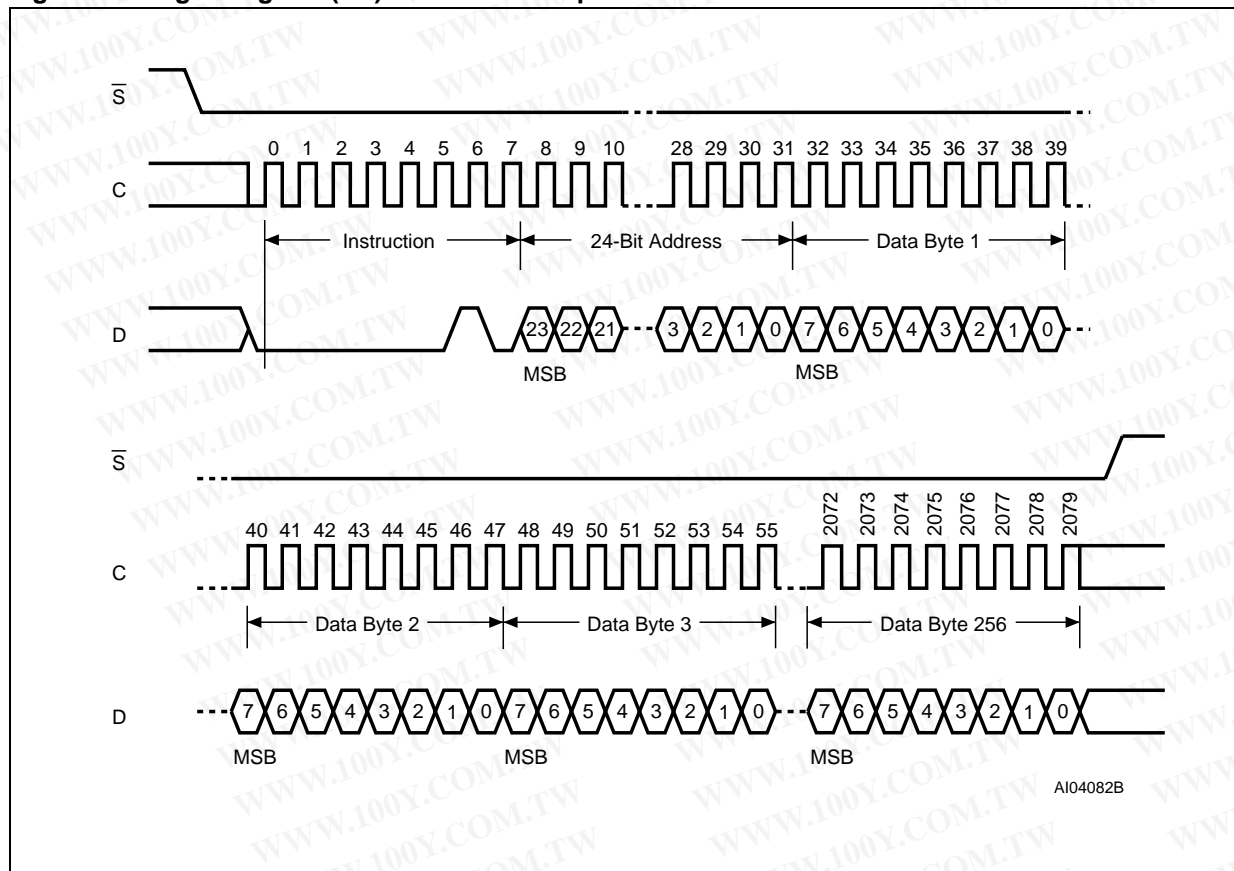 S
0 1 2 3 4 5 6 7 8 9 10 28 29 30 31 32 33 34 35 36 37 38 39
C
Instruction 24-Bit Address Data Byte 1
D
23 22 21 3 2 1 0 7 6 5 4 3 2 1 0
MSB MSB
S
2072 2073 2074 2075 2076 2077 2078 2079
40 41 42 43 44 45 46 47 48 49 50 51 52 53 54 55
C
Data Byte 2 Data Byte 3 Data Byte 256
D
7 6 5 4 3 2 1 0 7 6 5 4 3 2 1 0 7 6 5 4 3 2 1 0
MSB MSB MSB
AI04082B
WWW.100Y.COM.TW